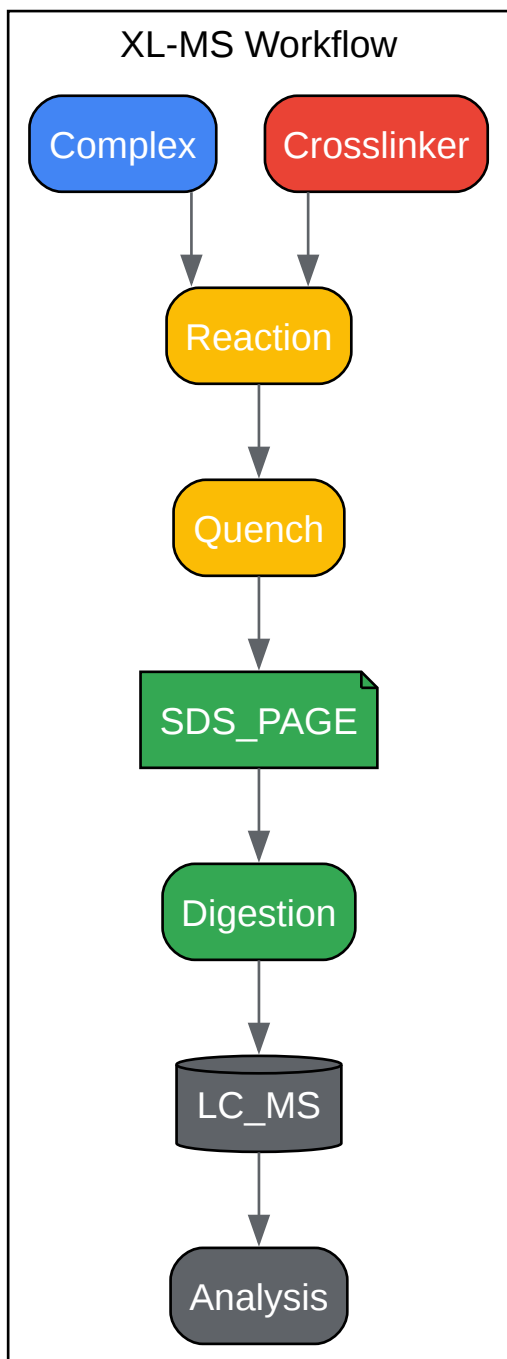 XL-MS Workflow
Complex
Crosslinker
Reaction
Quench
SDS_PAGE
Digestion
LC_MS
Analysis